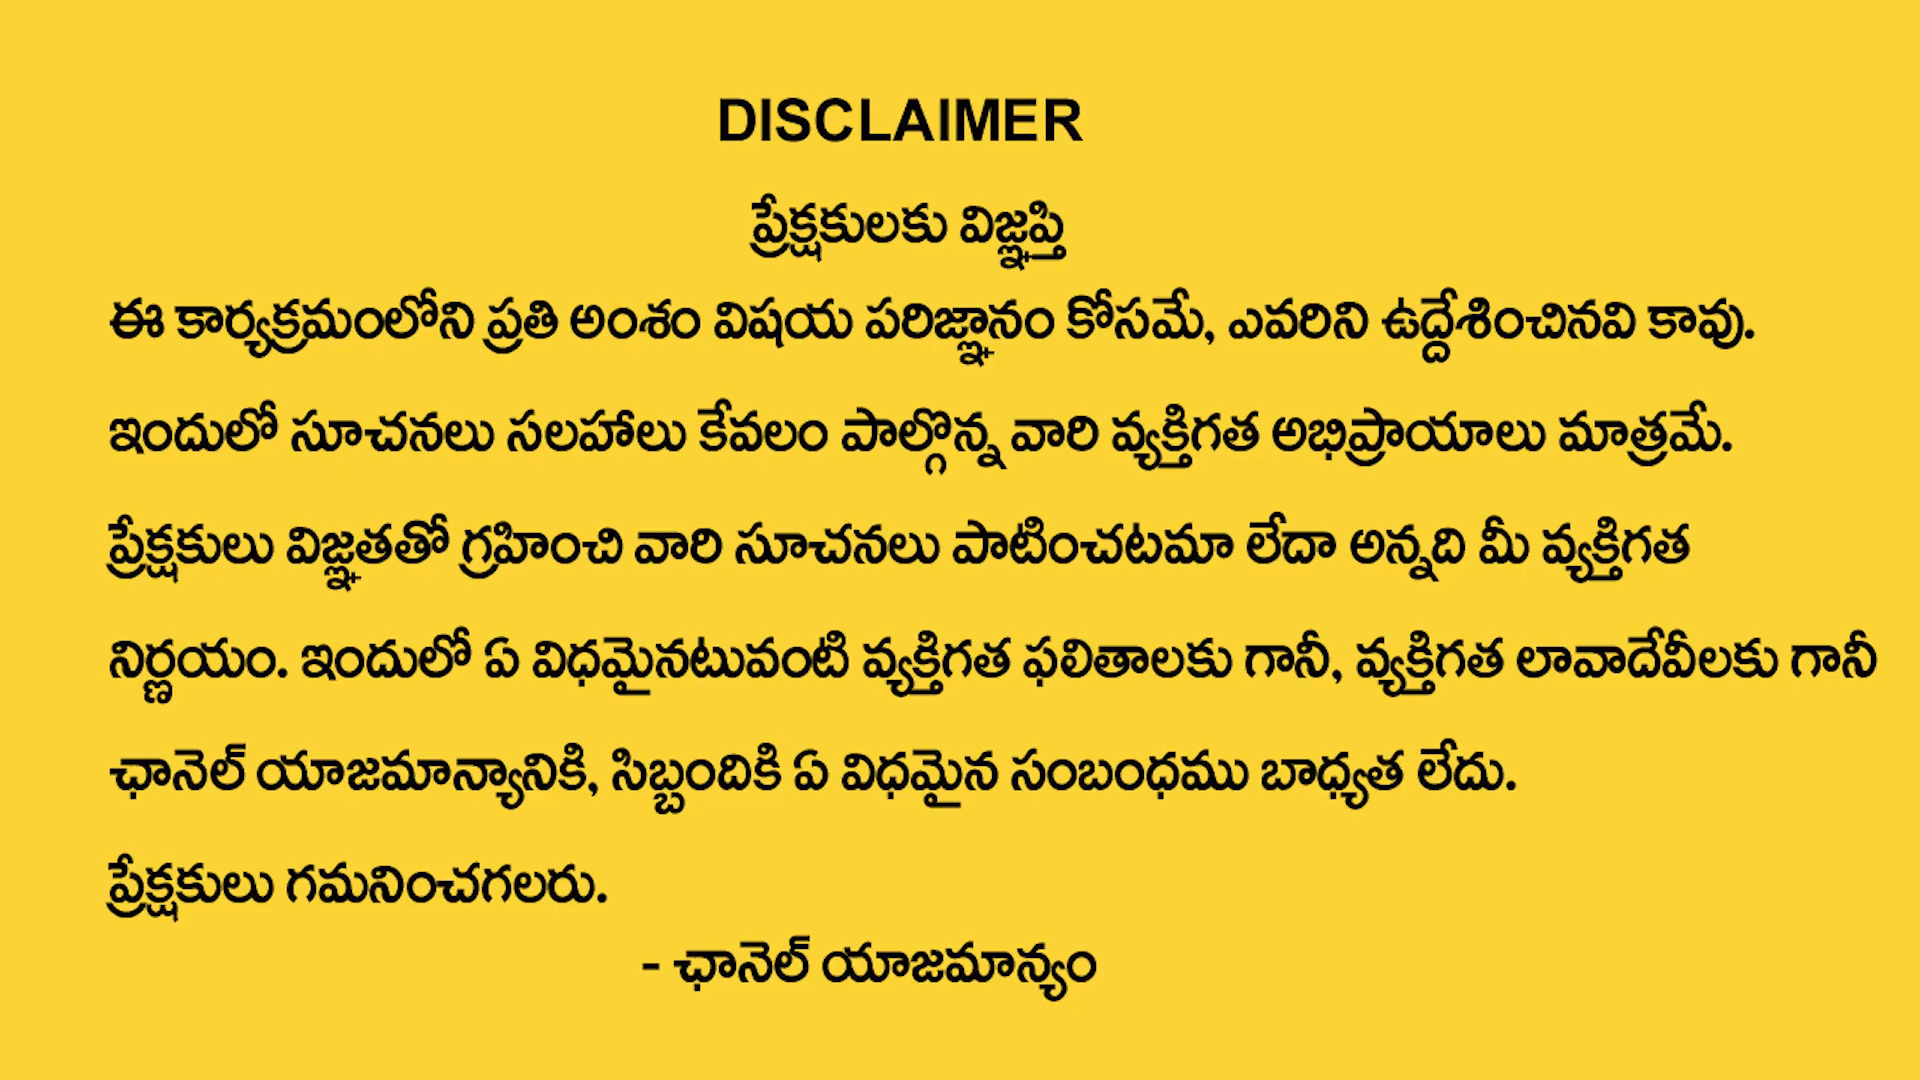 DISCLAIMER
ప్రేక్షకులకు విజ్ఞప్తి
ఈ కార్యక్రమంలోని ప్రతి అంశం విషయ పరిజ్ఞానం కోసమే, ఎవరిని ఉద్దేశించినవి కావు.
ఇందులో సూచనలు సలహాలు కేవలం పాల్గొన్న వారి వ్యక్తిగత అభిప్రాయాలు మాత్రమే.
ప్రేక్షకులు విజ్ఞతతో గ్రహించి వారి సూచనలు పాటించటమా లేదా అన్నది మీ వ్యక్తిగత
నిర్ణయం. ఇందులో ఏ విధమైనటువంటి వ్యక్తిగత ఫలితాలకు గానీ, వ్యక్తిగత లావాదేవీలకు గానీ
ఛానెల్ యాజమాన్యానికి, సిబ్బందికి ఏ విధమైన సంబంధము బాధ్యత లేదు.
ప్రేక్షకులు గమనించగలరు.
- ఛానెల్ యాజమాన్యం